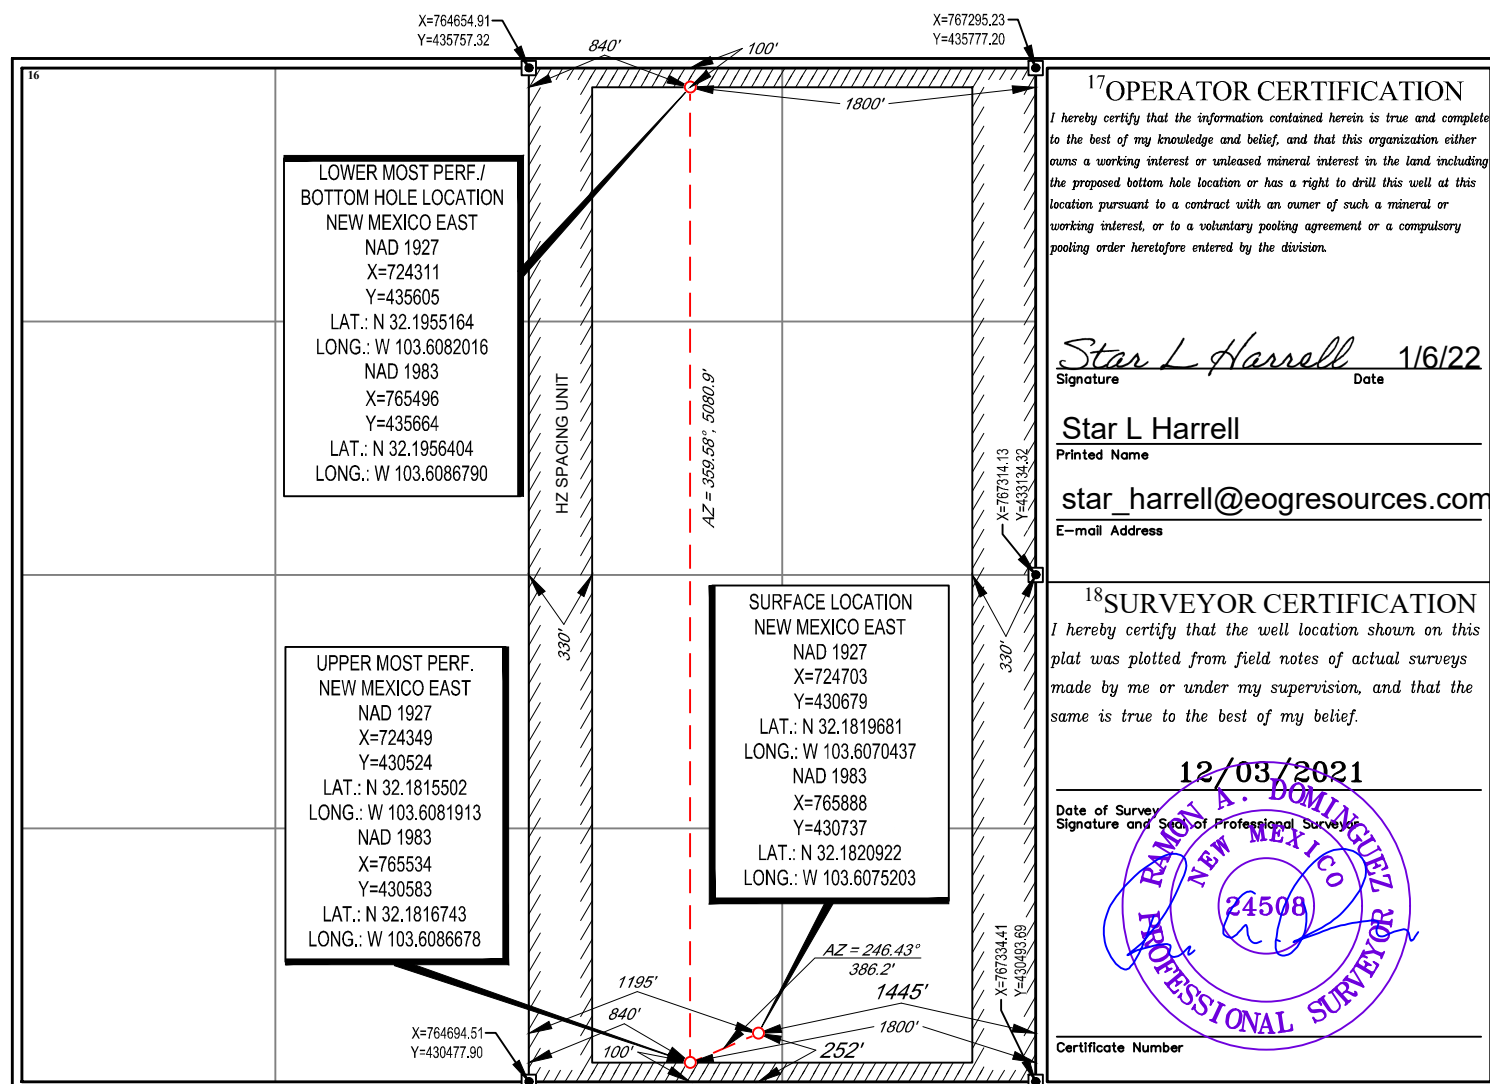 X=764654.91
Y=435757.32
X=767295.23
Y=435777.20
16
840'
100'
1800'
LOWER MOST PERF./
BOTTOM HOLE LOCATION
NEW MEXICO EAST
NAD 1927
X=724311
Y=435605
LAT.: N 32.1955164
LONG.: W 103.6082016
NAD 1983
X=765496
Y=435664
LAT.: N 32.1956404
LONG.: W 103.6086790
HZ SPACING UNIT
AZ = 359.58°, 5080.9'
X=767314.13
Y=433134.32
330'
330'
UPPER MOST PERF.
NEW MEXICO EAST
NAD 1927
X=724349
Y=430524
LAT.: N 32.1815502
LONG.: W 103.6081913
NAD 1983
X=765534
Y=430583
LAT.: N 32.1816743
LONG.: W 103.6086678
SURFACE LOCATION
NEW MEXICO EAST
NAD 1927
X=724703
Y=430679
LAT.: N 32.1819681
LONG.: W 103.6070437
NAD 1983
X=765888
Y=430737
LAT.: N 32.1820922
LONG.: W 103.6075203
AZ = 246.43°
386.2'
1195'
1445'
840'
1800'
100'
252'
X=767334.41
Y=430493.69
X=764694.51
Y=430477.90
17OPERATOR CERTIFICATION
I hereby certify that the information contained herein is true and complete
to the best of my knowledge and belief, and that this organization either
owns a working interest or unleased mineral interest in the land including
the proposed bottom hole location or has a right to drill this well at this
location pursuant to a contract with an owner of such a mineral or
working interest, or to a voluntary pooling agreement or a compulsory
pooling order heretofore entered by the division.
Star L Harrell 1/6/22
Signature Date
Star L Harrell
Printed Name
star_harrell@eogresources.com
E-mail Address
18SURVEYOR CERTIFICATION
I hereby certify that the well location shown on this
plat was plotted from field notes of actual surveys
made by me or under my supervision, and that the
same is true to the best of my belief.
12/03/2021
Date of Survey
Signature and Seal of Professional Surveyor
RAMON A. DOMINGUEZ
NEW MEXICO
24508
PROFESSIONAL SURVEYOR
Certificate Number